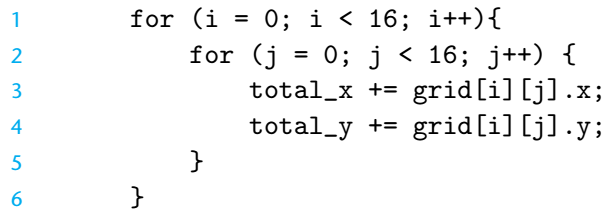 1 for (i = 0; i < 16; i++){
2 for (j = 0; j < 16; j++) {
3 total_x += grid[i][j].x;
4 total_y += grid[i][j].y;
5 }
6 }